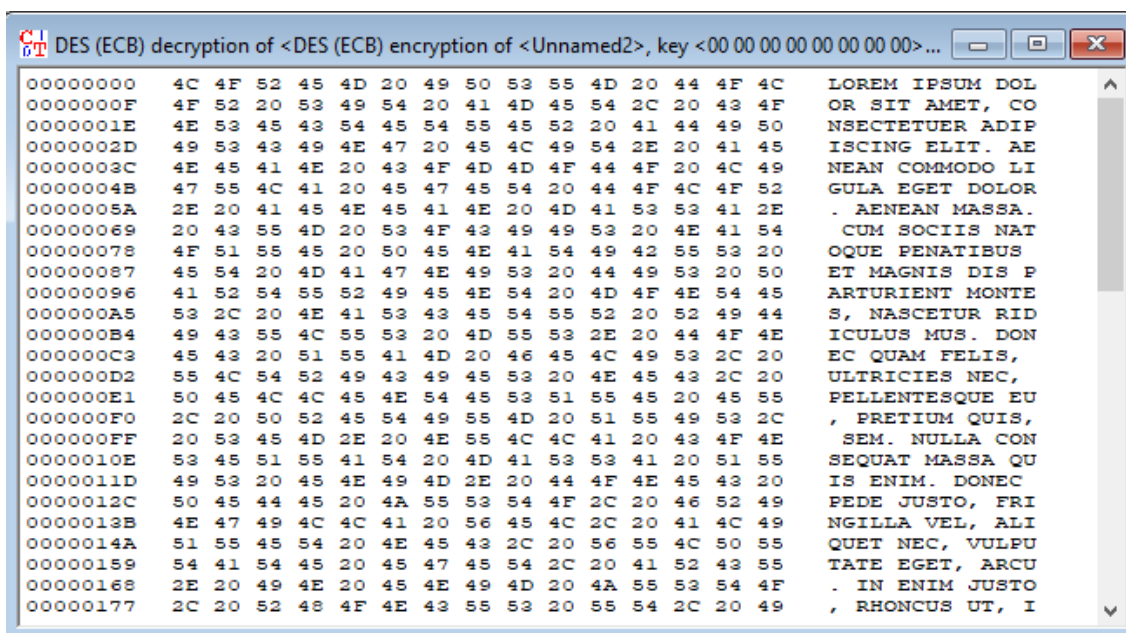 DES (ECB) decryption of <DES (ECB) encryption of <Unnamed2>, key <00 00 00 00 00 00 00 00>...
00000000 4C 4F 52 45 4D 20 49 50 53 55 4D 20 44 4F 4C LOREM IPSUM DOL
0000000F 4F 52 20 53 49 54 20 41 4D 45 54 2C 20 43 4F OR SIT AMET, CO
0000001E 4E 53 45 43 54 45 54 55 45 52 20 41 44 49 50 NSECTETUER ADIP
0000002D 49 53 43 49 4E 47 20 45 4C 49 54 2E 20 41 45 ISCING ELIT. AE
0000003C 4E 45 41 4E 20 43 4F 4D 4D 4F 44 4F 20 4C 49 NEAN COMMODO LI
0000004B 47 55 4C 41 20 45 47 45 54 20 44 4F 4C 4F 52 GULA EGET DOLOR
0000005A 2E 20 41 45 4E 45 41 4E 20 4D 41 53 53 41 2E . AENEAN MASSA.
00000069 20 43 55 4D 20 53 4F 43 49 49 53 20 4E 41 54 CUM SOCIIS NAT
00000078 4F 51 55 45 20 50 45 4E 41 54 49 42 55 53 20 OQUE PENATIBUS
00000087 45 54 20 4D 41 47 4E 49 53 20 44 49 53 20 50 ET MAGNIS DIS P
00000096 41 52 54 55 52 49 45 4E 54 20 4D 4F 4E 54 45 ARTURIENT MONTE
000000A5 53 2C 20 4E 41 53 43 45 54 55 52 20 52 49 44 S, NASCETUR RID
000000B4 49 43 55 4C 55 53 20 4D 55 53 2E 20 44 4F 4E ICULUS MUS. DON
000000C3 45 43 20 51 55 41 4D 20 46 45 4C 49 53 2C 20 EC QUAM FELIS,
000000D2 55 4C 54 52 49 43 49 45 53 20 4E 45 43 2C 20 ULTRICIES NEC,
000000E1 50 45 4C 4C 45 4E 54 45 53 51 55 45 20 45 55 PELLENTESQUE EU
000000F0 2C 20 50 52 45 54 49 55 4D 20 51 55 49 53 2C , PRETIUM QUIS,
000000FF 20 53 45 4D 2E 20 4E 55 4C 4C 41 20 43 4F 4E SEM. NULLA CON
0000010E 53 45 51 55 41 54 20 4D 41 53 53 41 20 51 55 SEQUAT MASSA QU
0000011D 49 53 20 45 4E 49 4D 2E 20 44 4F 4E 45 43 20 IS ENIM. DONEC
0000012C 50 45 44 45 20 4A 55 53 54 4F 2C 20 46 52 49 PEDE JUSTO, FRI
0000013B 4E 47 49 4C 4C 41 20 56 45 4C 2C 20 41 4C 49 NGILLA VEL, ALI
0000014A 51 55 45 54 20 4E 45 43 2C 20 56 55 4C 50 55 QUET NEC, VULPU
00000159 54 41 54 45 20 45 47 45 54 2C 20 41 52 43 55 TATE EGET, ARCU
00000168 2E 20 49 4E 20 45 4E 49 4D 20 4A 55 53 54 4F . IN ENIM JUSTO
00000177 2C 20 52 48 4F 4E 43 55 53 20 55 54 2C 20 49 , RHONCUS UT, I